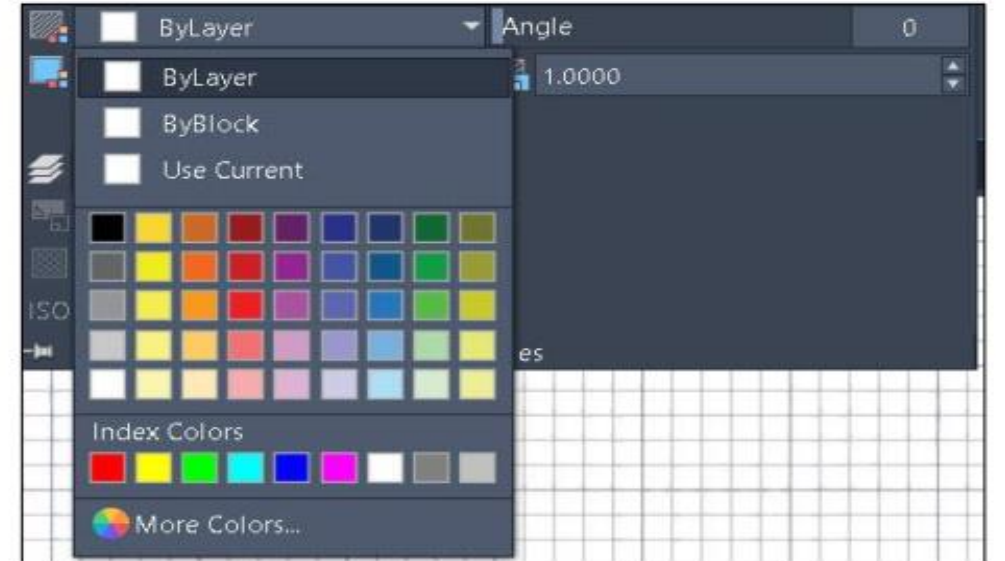 ByLayer Angle 0
ByLayer 1.0000
ByBlock
Use Current
ISO
es
Index Colors
More Colors...